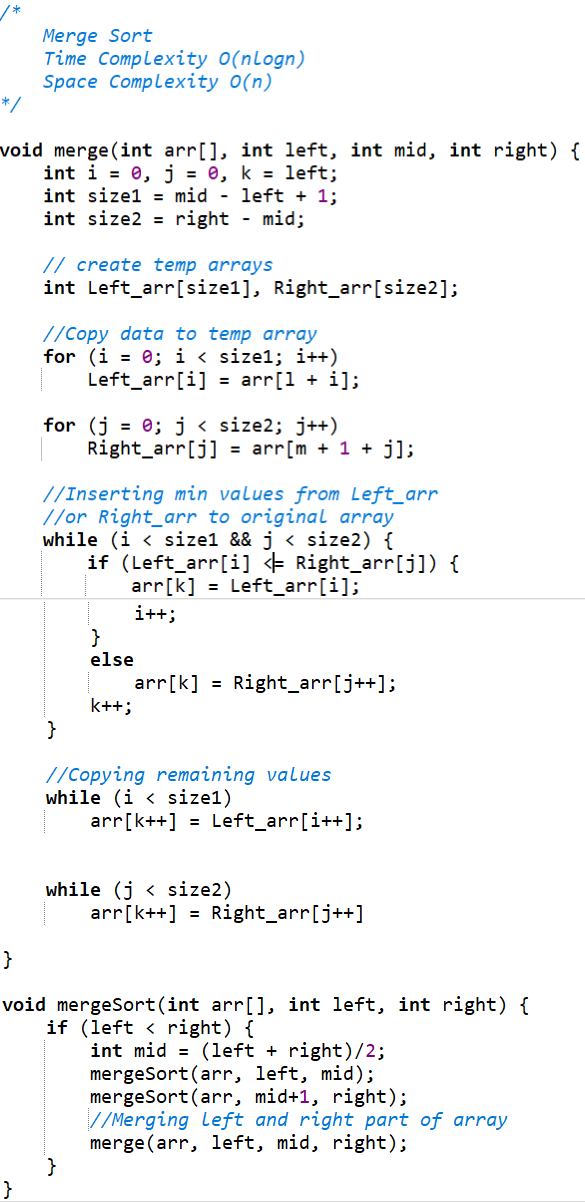 /*
    Merge Sort
    Time Complexity O(nlogn)
    Space Complexity O(n)
*/
void merge(int arr[], int left, int mid, int right) {
    int i = 0, j = 0, k = left;
    int size1 = mid - left + 1;
    int size2 = right - mid;
    // create temp arrays
    int Left_arr[size1], Right_arr[size2];
    //Copy data to temp array
    for (i = 0; i < size1; i++)
        Left_arr[i] = arr[l + i];
    for (j = 0; j < size2; j++)
        Right_arr[j] = arr[m + 1 + j];
    //Inserting min values from Left_arr
    //or Right_arr to original array
    while (i < size1 && j < size2) {
        if (Left_arr[i] <= Right_arr[j]) {
            arr[k] = Left_arr[i];
            i++;
        }
        else
            arr[k] = Right_arr[j++];
        k++;
    }
    //Copying remaining values
    while (i < size1)
        arr[k++] = Left_arr[i++];
    while (j < size2)
        arr[k++] = Right_arr[j++]
}
void mergeSort(int arr[], int left, int right) {
    if (left < right) {
        int mid = (left + right)/2;
        mergeSort(arr, left, mid);
        mergeSort(arr, mid+1, right);
        //Merging left and right part of array
        merge(arr, left, mid, right);
    }
}